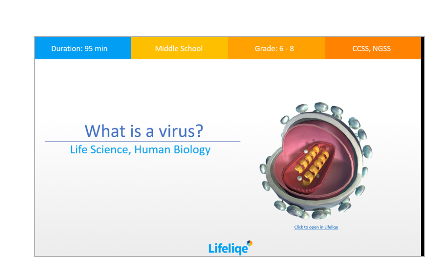 Duration: 95 min
Middle School
Grade: 6 - 8
CCSS, NGSS
What is a virus?
Life Science, Human Biology
Click to open in Lifeliqe
Lifeliqe